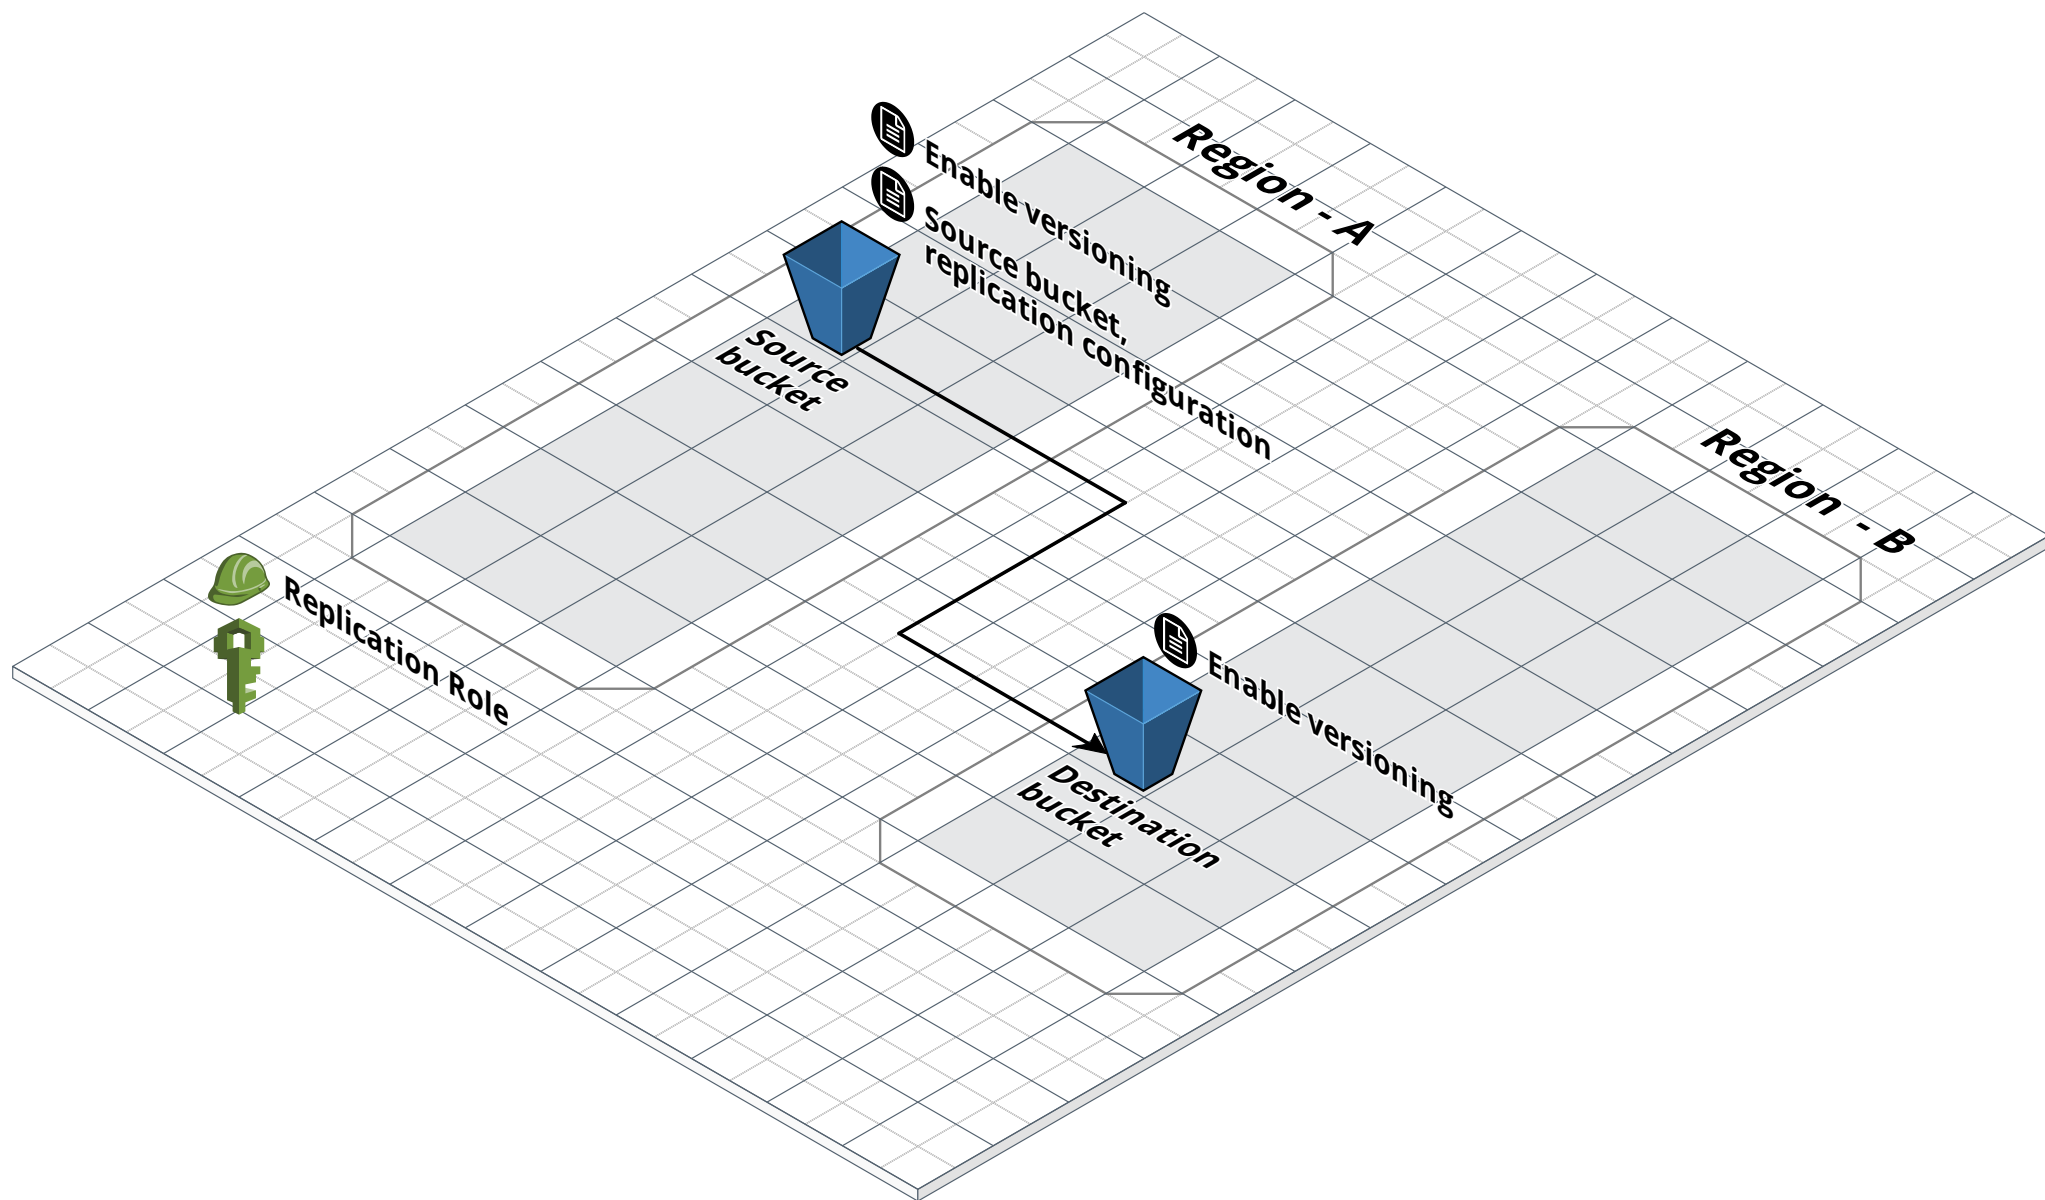 Region - A
Enable versioning
Source bucket,
replication configuration
Source
bucket
Region - B
Replication Role
Enable versioning
Destination
bucket